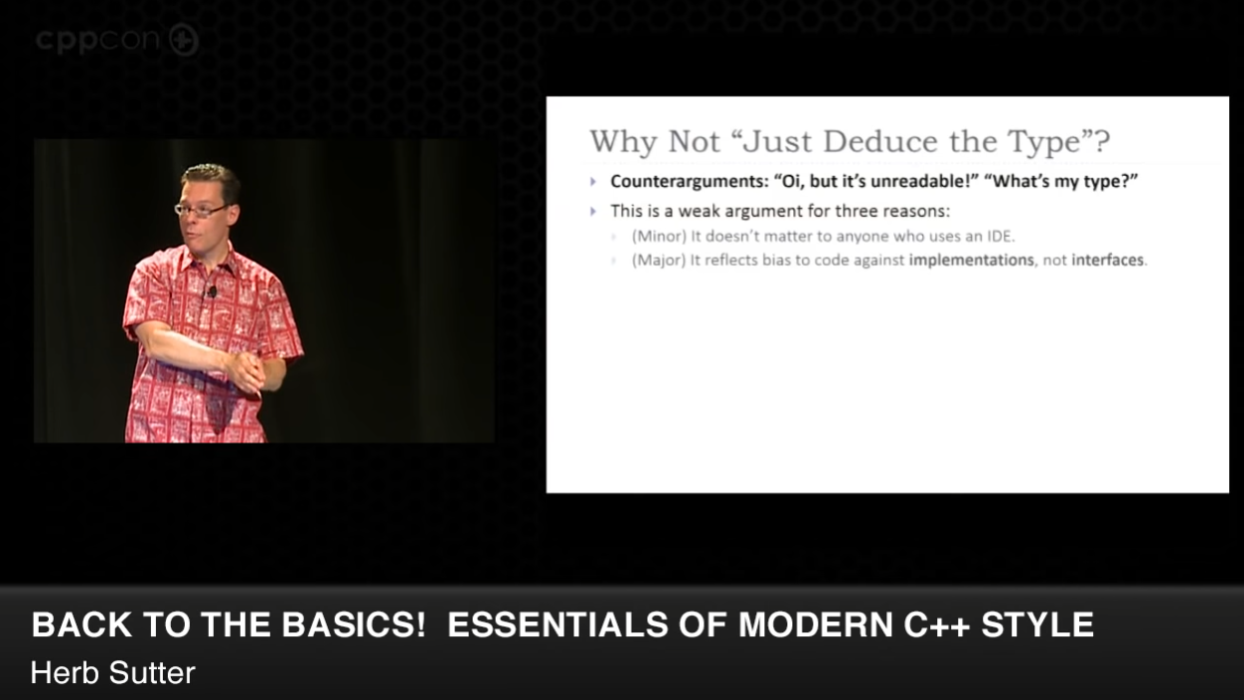 cppcon
Why Not “Just Deduce the Type”?
Counterarguments: “Oi, but it’s unreadable!” “What’s my type?”
This is a weak argument for three reasons:
(Minor) It doesn’t matter to anyone who uses an IDE.
(Major) It reflects bias to code against implementations, not interfaces.
BACK TO THE BASICS! ESSENTIALS OF MODERN C++ STYLE
Herb Sutter